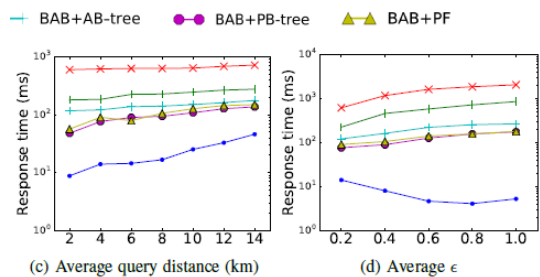 BAB+AB-tree BAB+PB-tree BAB+PF
Response time (ms)
10³
10²
10¹
10⁰
2 4 6 8 10 12 14
(c) Average query distance (km)
Response time (ms)
10⁴
10³
10²
10¹
10⁰
0.2 0.4 0.6 0.8 1.0
(d) Average ϵ